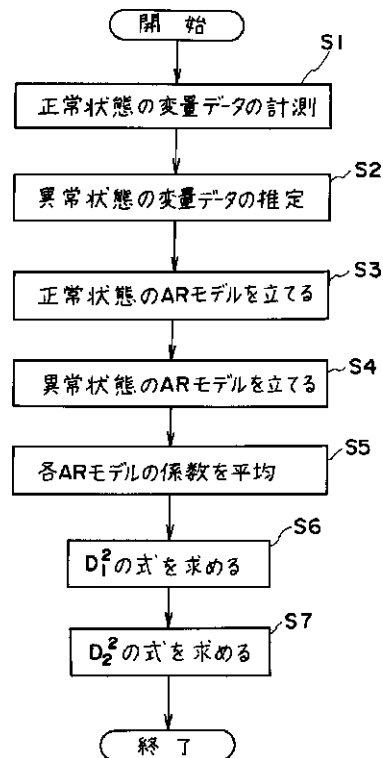 開始
S1
正常状態の変量データの計測
S2
異常状態の変量データの推定
S3
正常状態のARモデルを立てる
S4
異常状態のARモデルを立てる
S5
各ARモデルの係数を平均
S6
D₁²の式を求める
S7
D₂²の式を求める
終了